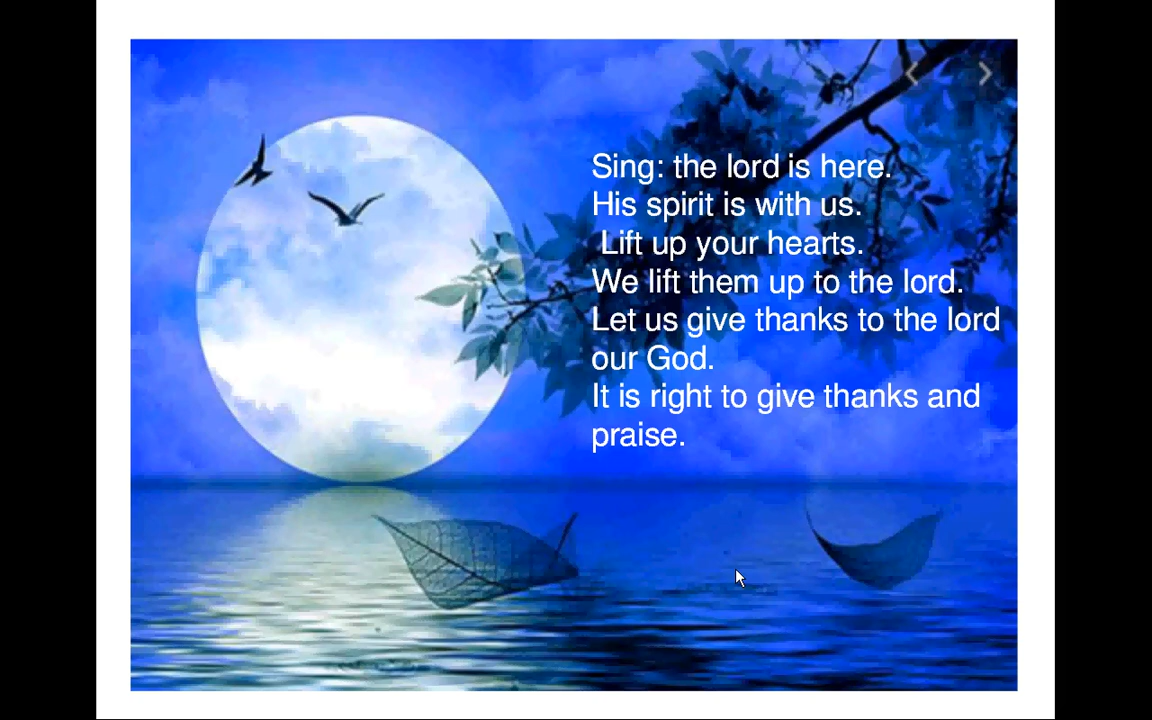 Sing: the lord is here.
His spirit is with us.
Lift up your hearts.
We lift them up to the lord.
Let us give thanks to the lord
our God.
It is right to give thanks and
praise.